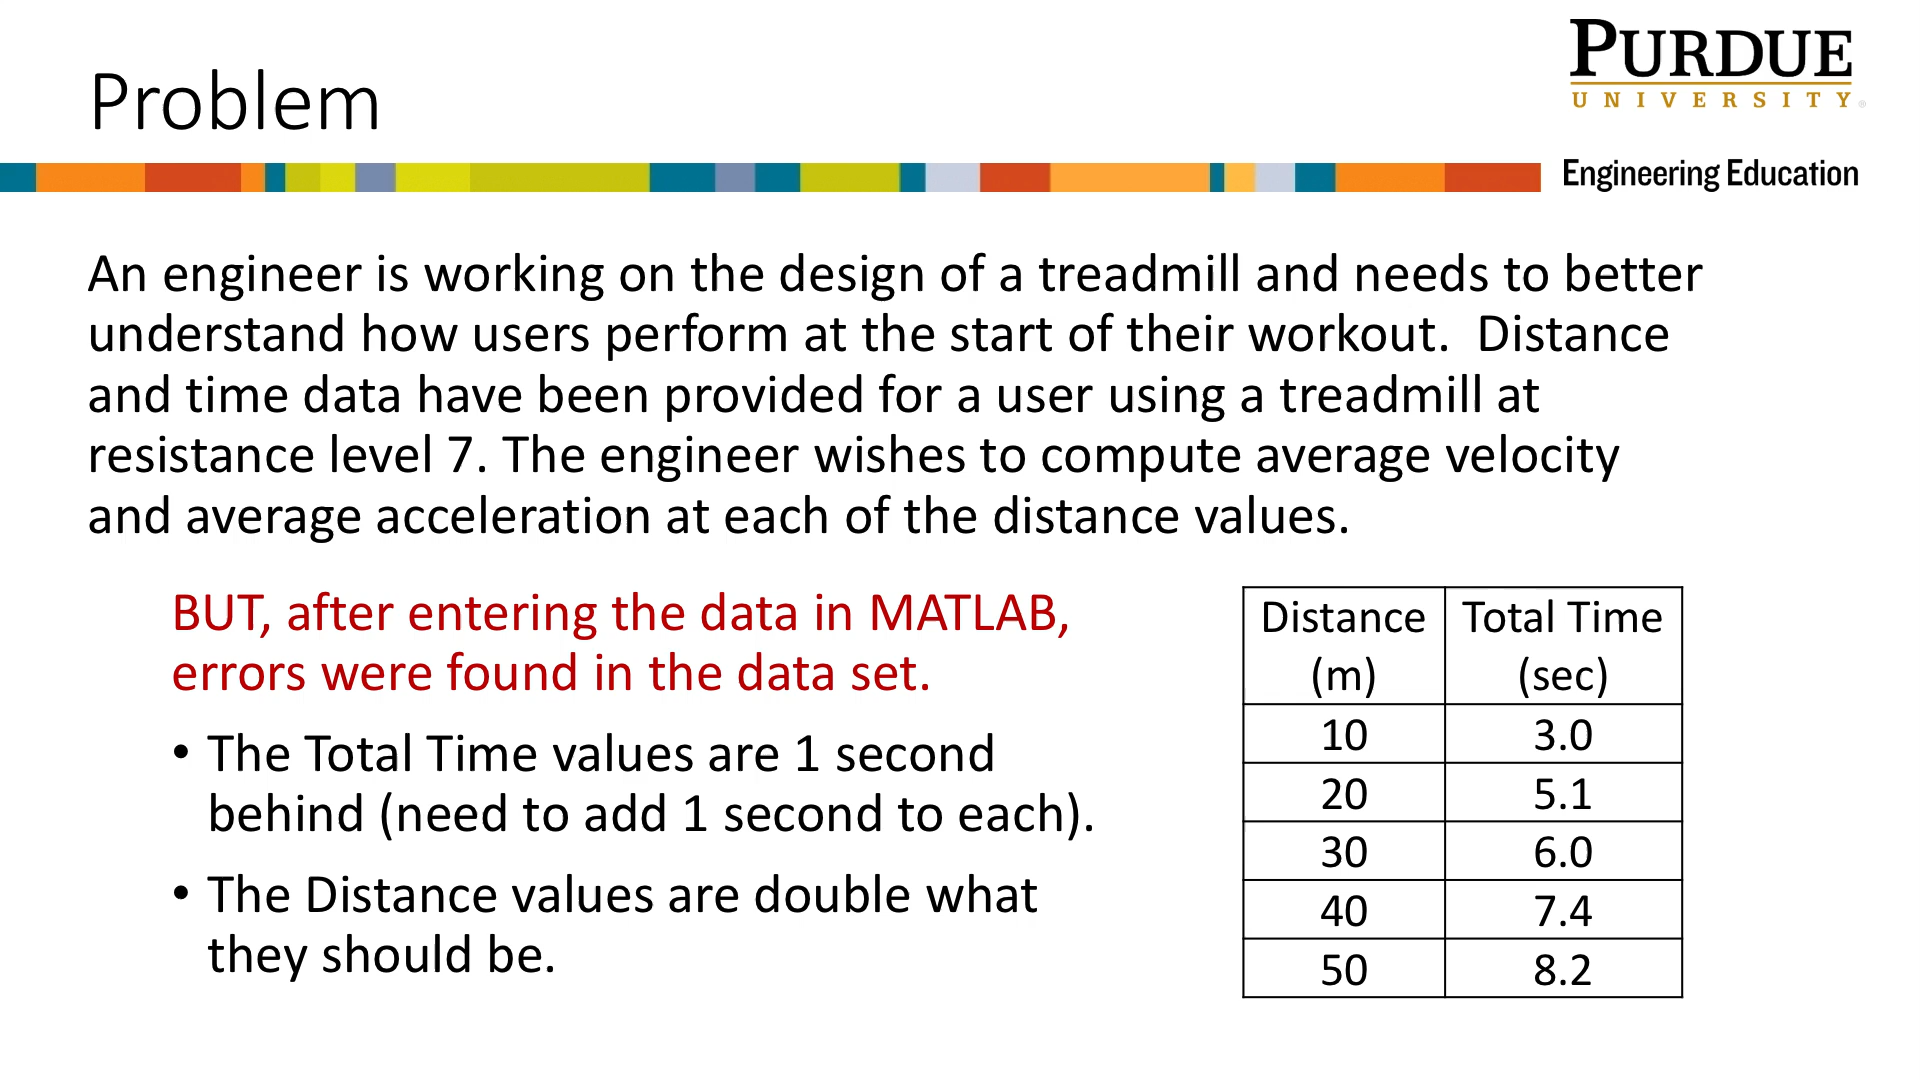 Problem
PURDUE
UNIVERSITY®
Engineering Education
An engineer is working on the design of a treadmill and needs to better
understand how users perform at the start of their workout.  Distance
and time data have been provided for a user using a treadmill at
resistance level 7. The engineer wishes to compute average velocity
and average acceleration at each of the distance values.
BUT, after entering the data in MATLAB,
errors were found in the data set.
• The Total Time values are 1 second
behind (need to add 1 second to each).
• The Distance values are double what
they should be.
Distance Total Time
(m) (sec)
10 3.0
20 5.1
30 6.0
40 7.4
50 8.2